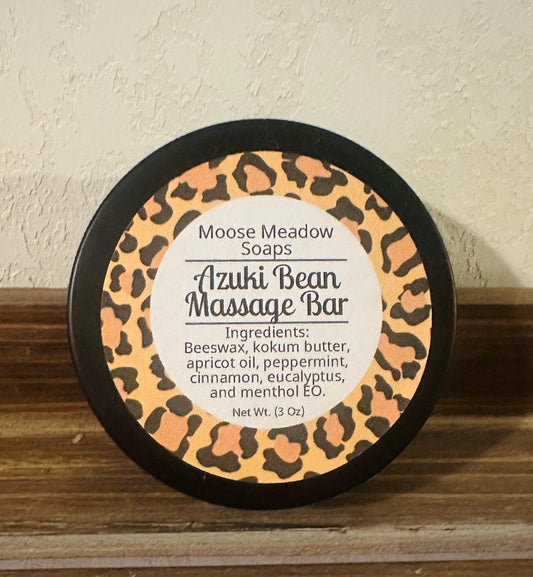 Moose Meadow
Soaps
Azuki Bean
Massage Bar
Ingredients:
Beeswax, kokum butter,
apricot oil, peppermint,
cinnamon, eucalyptus,
and menthol EO.
Net Wt. (3 Oz)